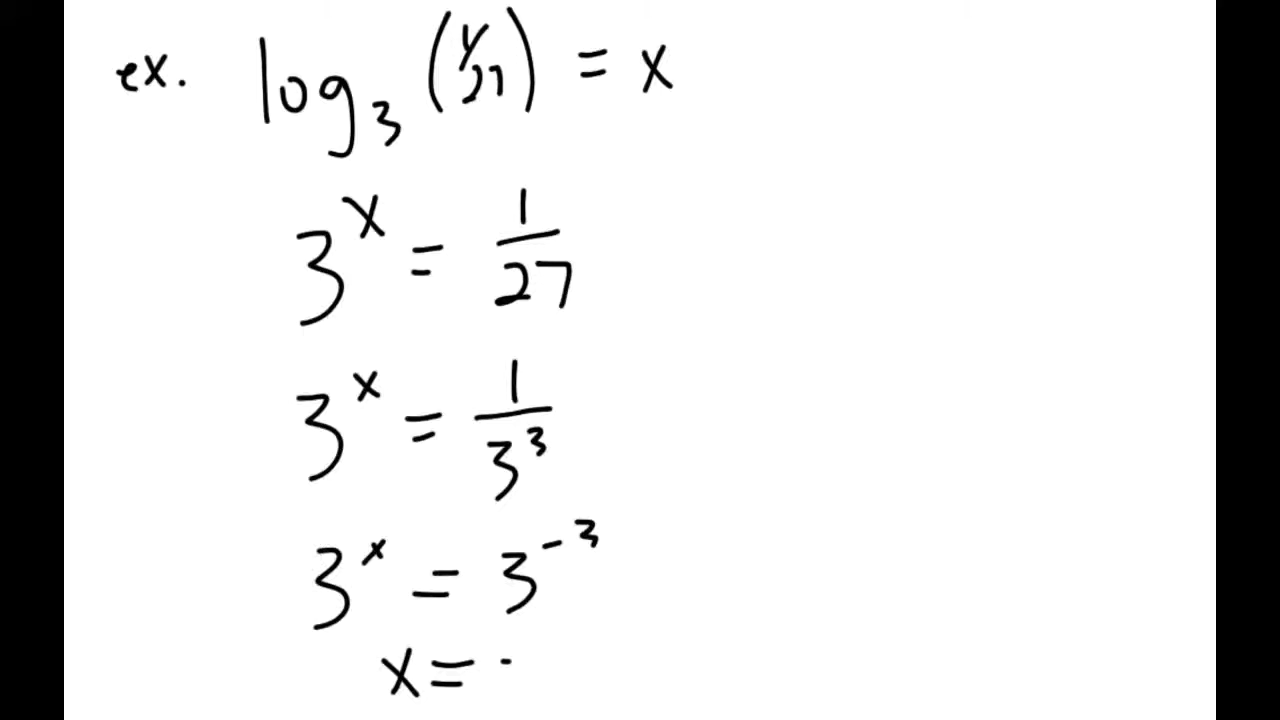 ex. log₃ (1/27) = x
3ˣ = 1/27
3ˣ = 1/3³
3ˣ = 3⁻³
x = -